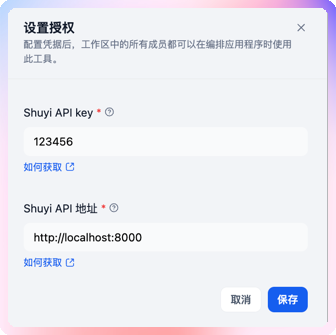 设置授权
配置凭据后，工作区中的所有成员都可以在编排应用程序时使用
此工具。
Shuyi API key *
123456
如何获取
Shuyi API 地址 *
http://localhost:8000
如何获取
取消
保存